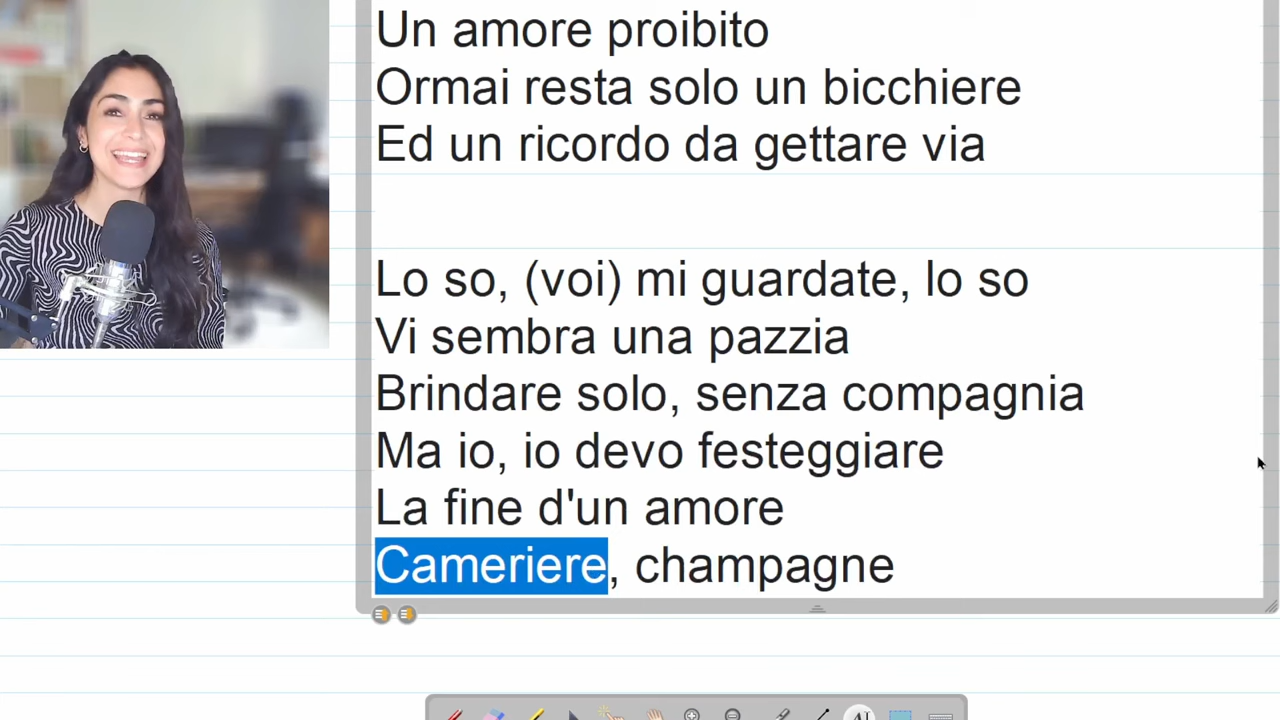 Un amore proibito
Ormai resta solo un bicchiere
Ed un ricordo da gettare via
Lo so, (voi) mi guardate, lo so
Vi sembra una pazzia
Brindare solo, senza compagnia
Ma io, io devo festeggiare
La fine d'un amore
Cameriere, champagne